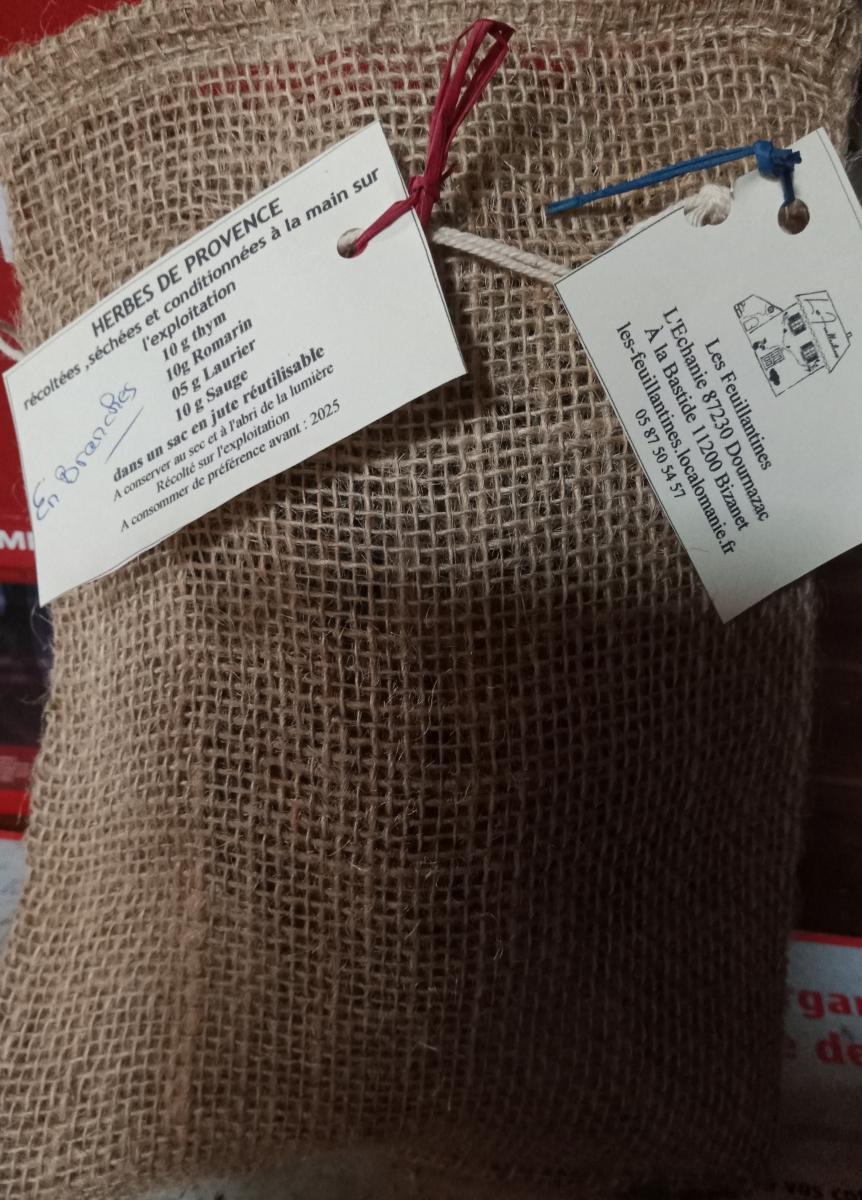 HERBES DE PROVENCE
récoltées ,séchées et conditionnées à la main sur
l'exploitation
10 g thym
10g Romarin
05 g Laurier
10 g Sauge
dans un sac en jute réutilisable
A conserver au sec et à l'abri de la lumière
Récolté sur l'exploitation
A consommer de préférence avant : 2025
En Branches
Les Feuillantines
L'Echanie 87230 Dournazac
À la Bastide 11200 Bizanet
les-feuillantines.localomanie.fr
05 87 50 54 57